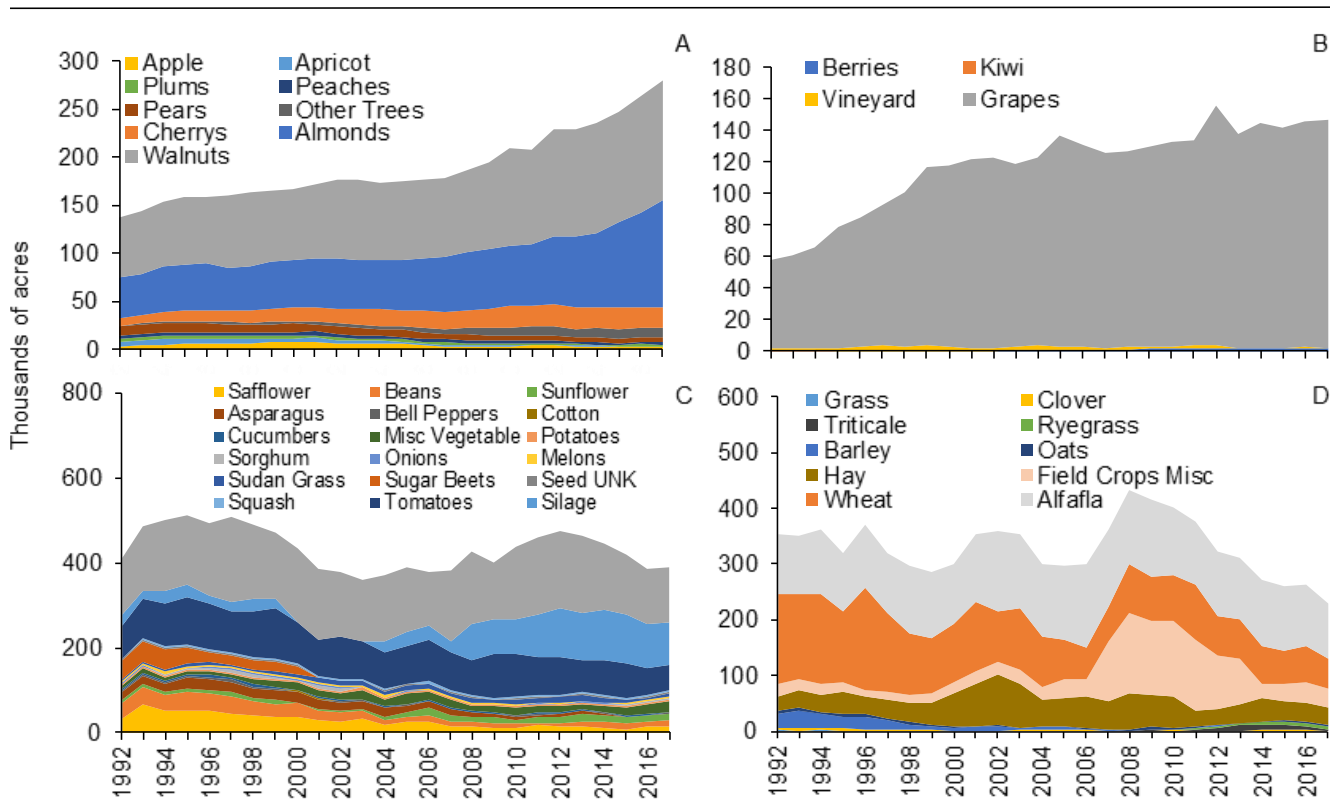 Thousands of acres
A
300
250
200
150
100
50
0
Apple Apricot
Plums Peaches
Pears Other Trees
Cherrys Almonds
Walnuts
B
180
160
140
120
100
80
60
40
20
0
Berries Kiwi
Vineyard Grapes
C
800
600
400
200
0
Safflower Beans Sunflower
Asparagus Bell Peppers Cotton
Cucumbers Misc Vegetable Potatoes
Sorghum Onions Melons
Sudan Grass Sugar Beets Seed UNK
Squash Tomatoes Silage
1992 1994 1996 1998 2000 2002 2004 2006 2008 2010 2012 2014 2016
D
600
500
400
300
200
100
0
Grass Clover
Triticale Ryegrass
Barley Oats
Hay Field Crops Misc
Wheat Alfafla
1992 1994 1996 1998 2000 2002 2004 2006 2008 2010 2012 2014 2016